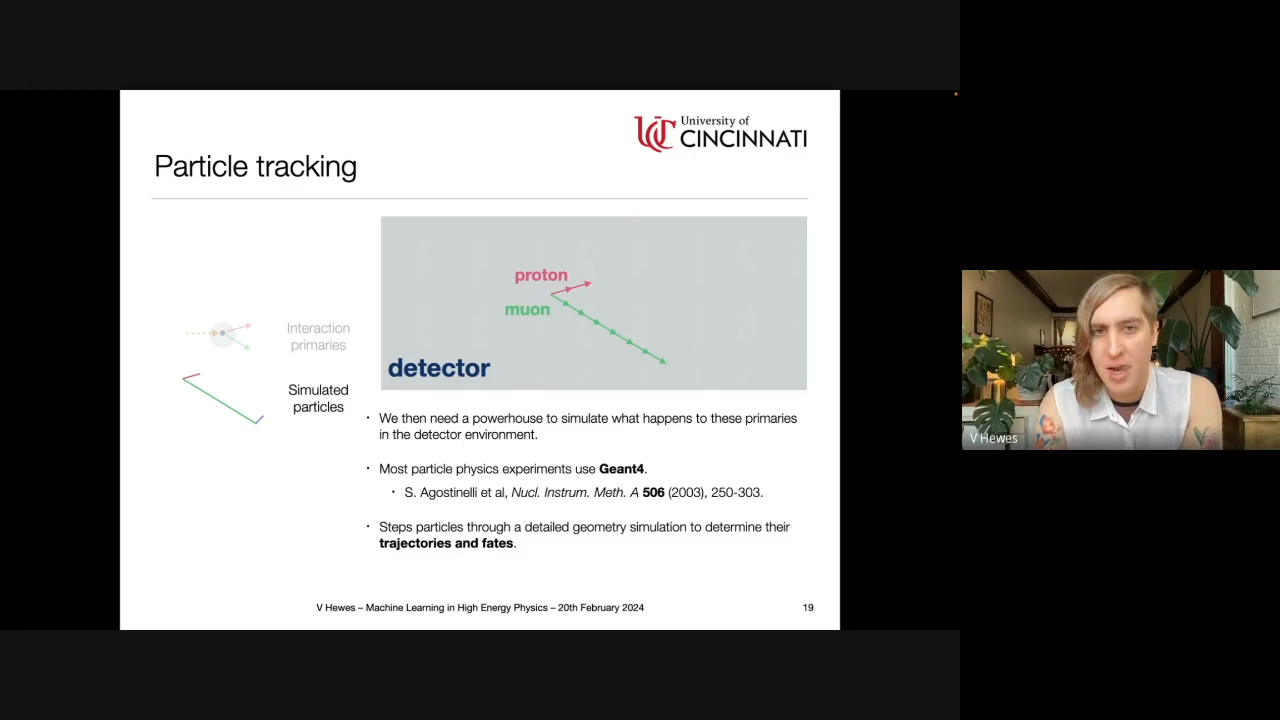 University of
CINCINNATI
Particle tracking
proton
muon
detector
Interaction
primaries
Simulated
particles
• We then need a powerhouse to simulate what happens to these primaries
in the detector environment.
• Most particle physics experiments use Geant4.
• S. Agostinelli et al, Nucl. Instrum. Meth. A 506 (2003), 250-303.
• Steps particles through a detailed geometry simulation to determine their
trajectories and fates.
V Hewes – Machine Learning in High Energy Physics – 20th February 2024
19
V Hewes